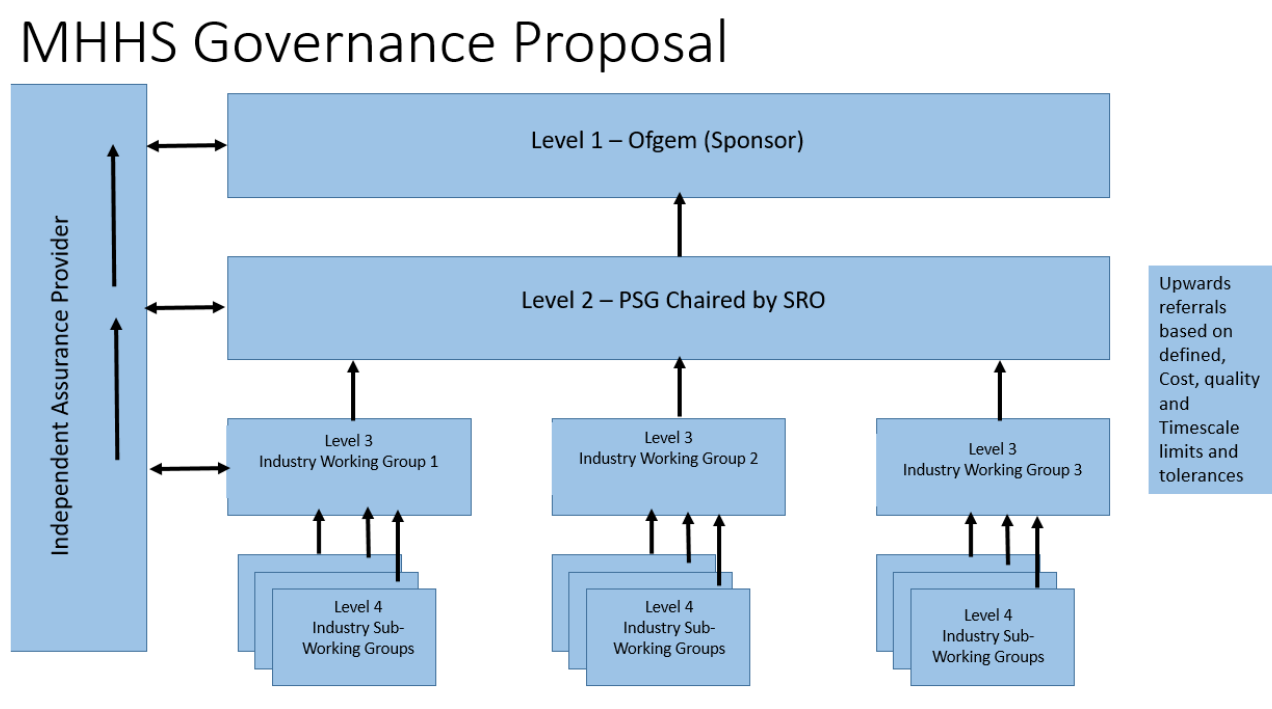 MHHS Governance Proposal
Independent Assurance Provider
Level 1 – Ofgem (Sponsor)
Level 2 – PSG Chaired by SRO
Upwards
referrals
based on
defined,
Cost, quality
and
Timescale
limits and
tolerances
Level 3
Industry Working Group 1
Level 3
Industry Working Group 2
Level 3
Industry Working Group 3
Level 4
Industry Sub-
Working Groups
Level 4
Industry Sub-
Working Groups
Level 4
Industry Sub-
Working Groups